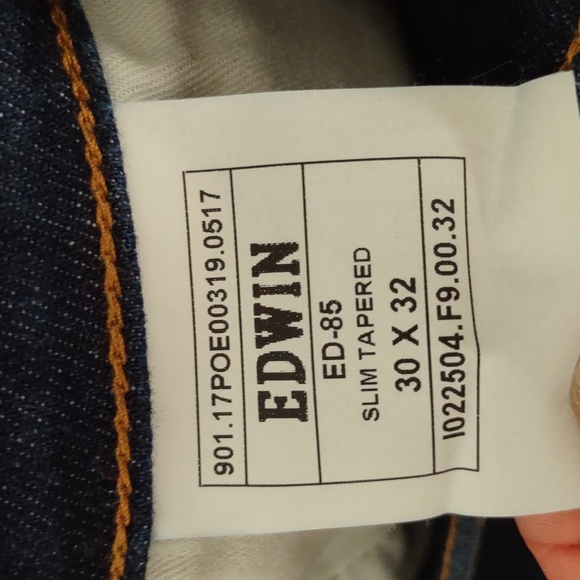 901.17POE00319.0517
EDWIN
ED-85
SLIM TAPERED
30 X 32
I022504.F9.00.32